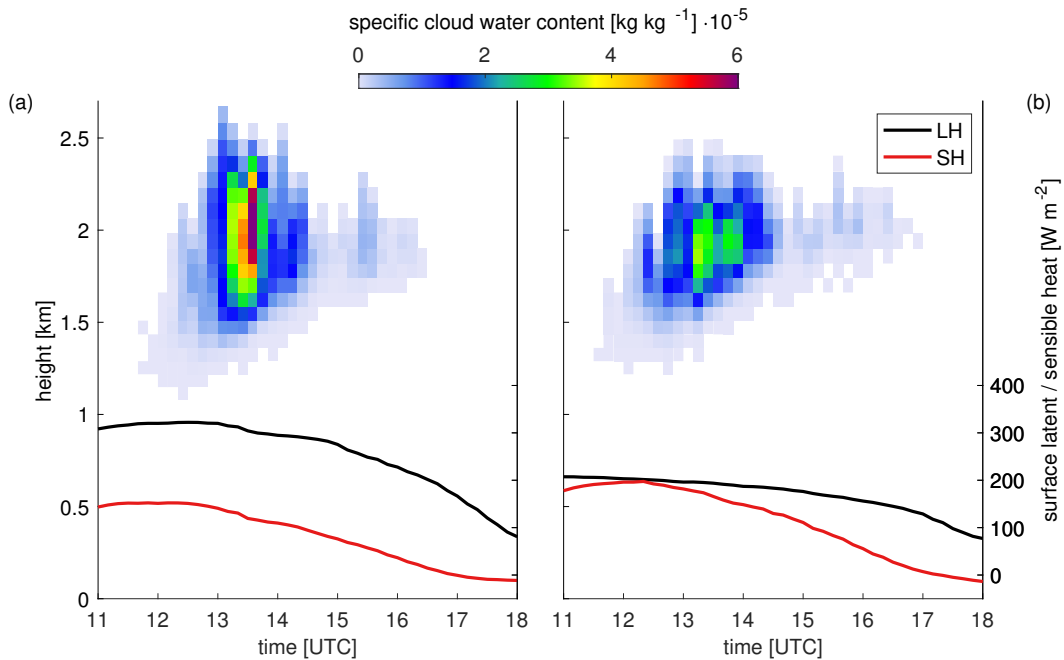 specific cloud water content [kg kg⁻¹] ·10⁻⁵
0 2 4 6
(a) (b)
LH
SH
2.5
2
1.5
1
0.5
0
height [km]
11 12 13 14 15 16 17 18
time [UTC]
11 12 13 14 15 16 17 18
time [UTC]
400
300
200
100
0
surface latent / sensible heat [W m⁻²]